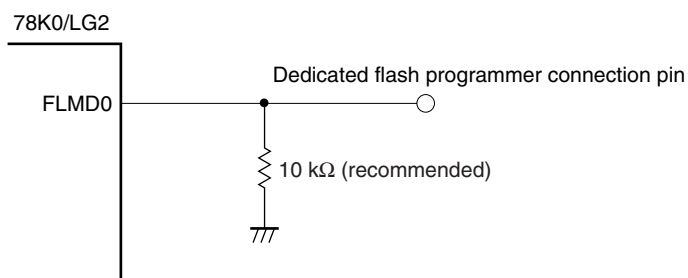 78K0/LG2
Dedicated flash programmer connection pin
FLMD0
10 kΩ (recommended)